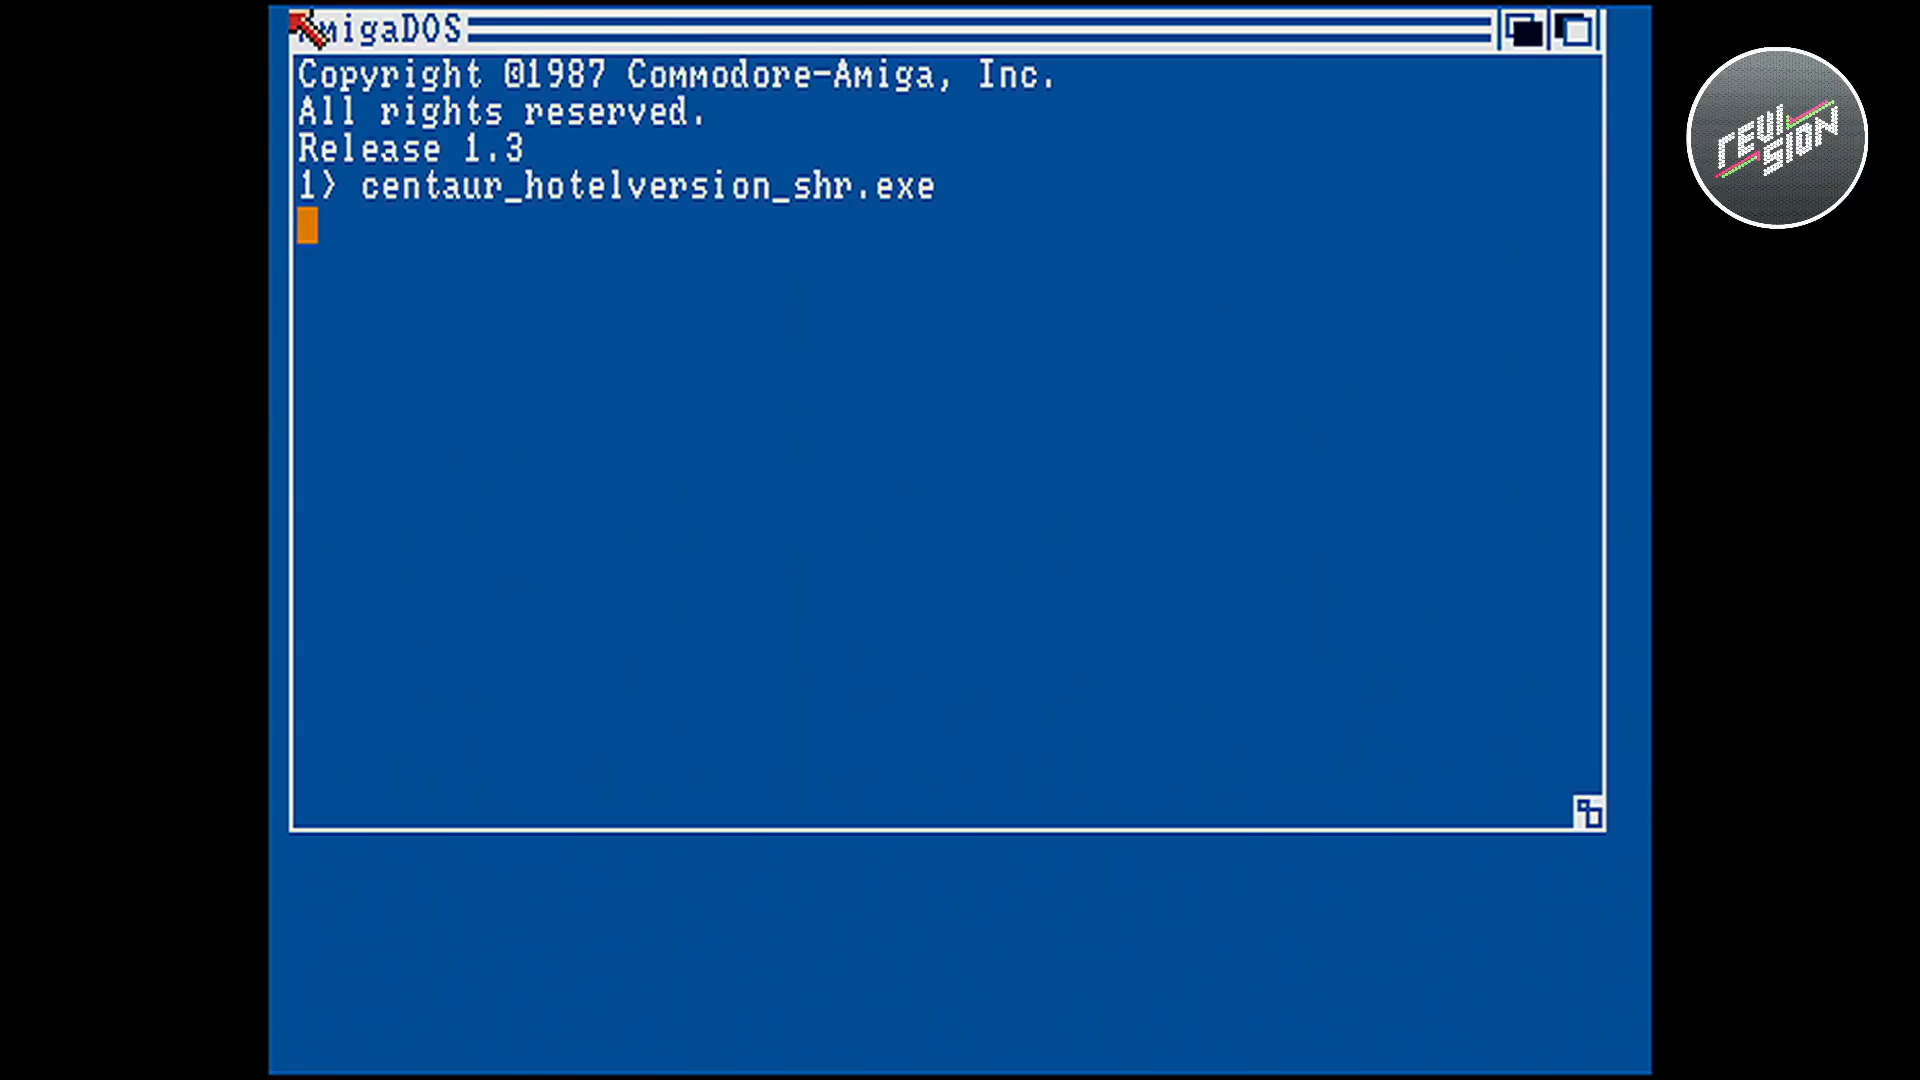 AmigaDOS
Copyright ©1987 Commodore-Amiga, Inc.
All rights reserved.
Release 1.3
1> centaur_hotelversion_shr.exe
REVISION